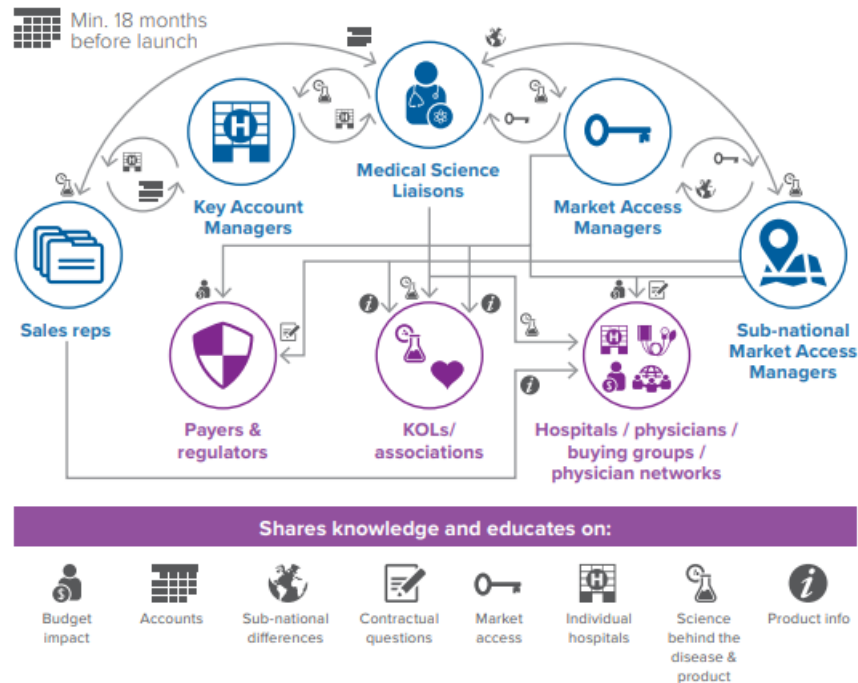 Min. 18 months
before launch
Medical Science
Liaisons
Key Account
Managers
Market Access
Managers
Sales reps
Sub-national
Market Access
Managers
Payers &
regulators
KOLs/
associations
Hospitals / physicians /
buying groups /
physician networks
Shares knowledge and educates on:
Budget
impact
Accounts
Sub-national
differences
Contractual
questions
Market
access
Individual
hospitals
Science
behind the
disease &
product
Product info